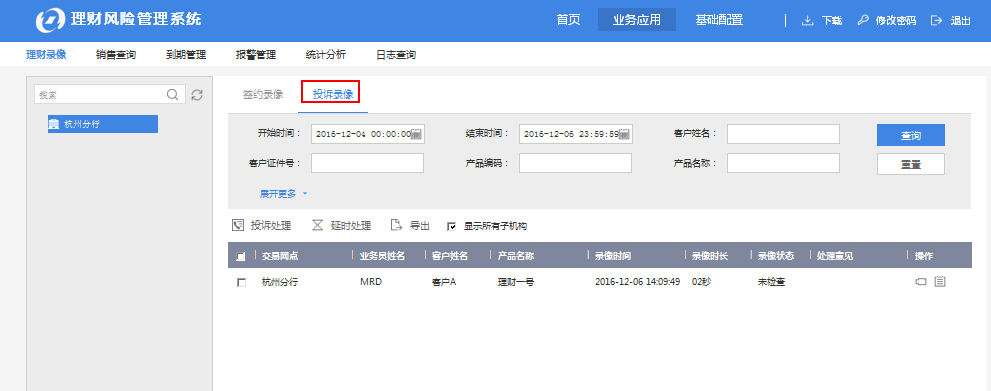 理财风险管理系统 首页 业务应用 基础配置 下载 修改密码 退出
理财录像 销售查询 到期管理 报警管理 统计分析 日志查询
搜索
杭州分行
签约录像 投诉录像
开始时间： 2016-12-04 00:00:00 结束时间： 2016-12-06 23:59:59 客户姓名： 查询
客户证件号： 产品编码： 产品名称： 重置
展开更多
投诉处理 延时处理 导出 显示所有子机构
交易网点 业务员姓名 客户姓名 产品名称 录像时间 录像时长 录像状态 处理意见 操作
杭州分行 MRD 客户A 理财一号 2016-12-06 14:09:49 02秒 未检查